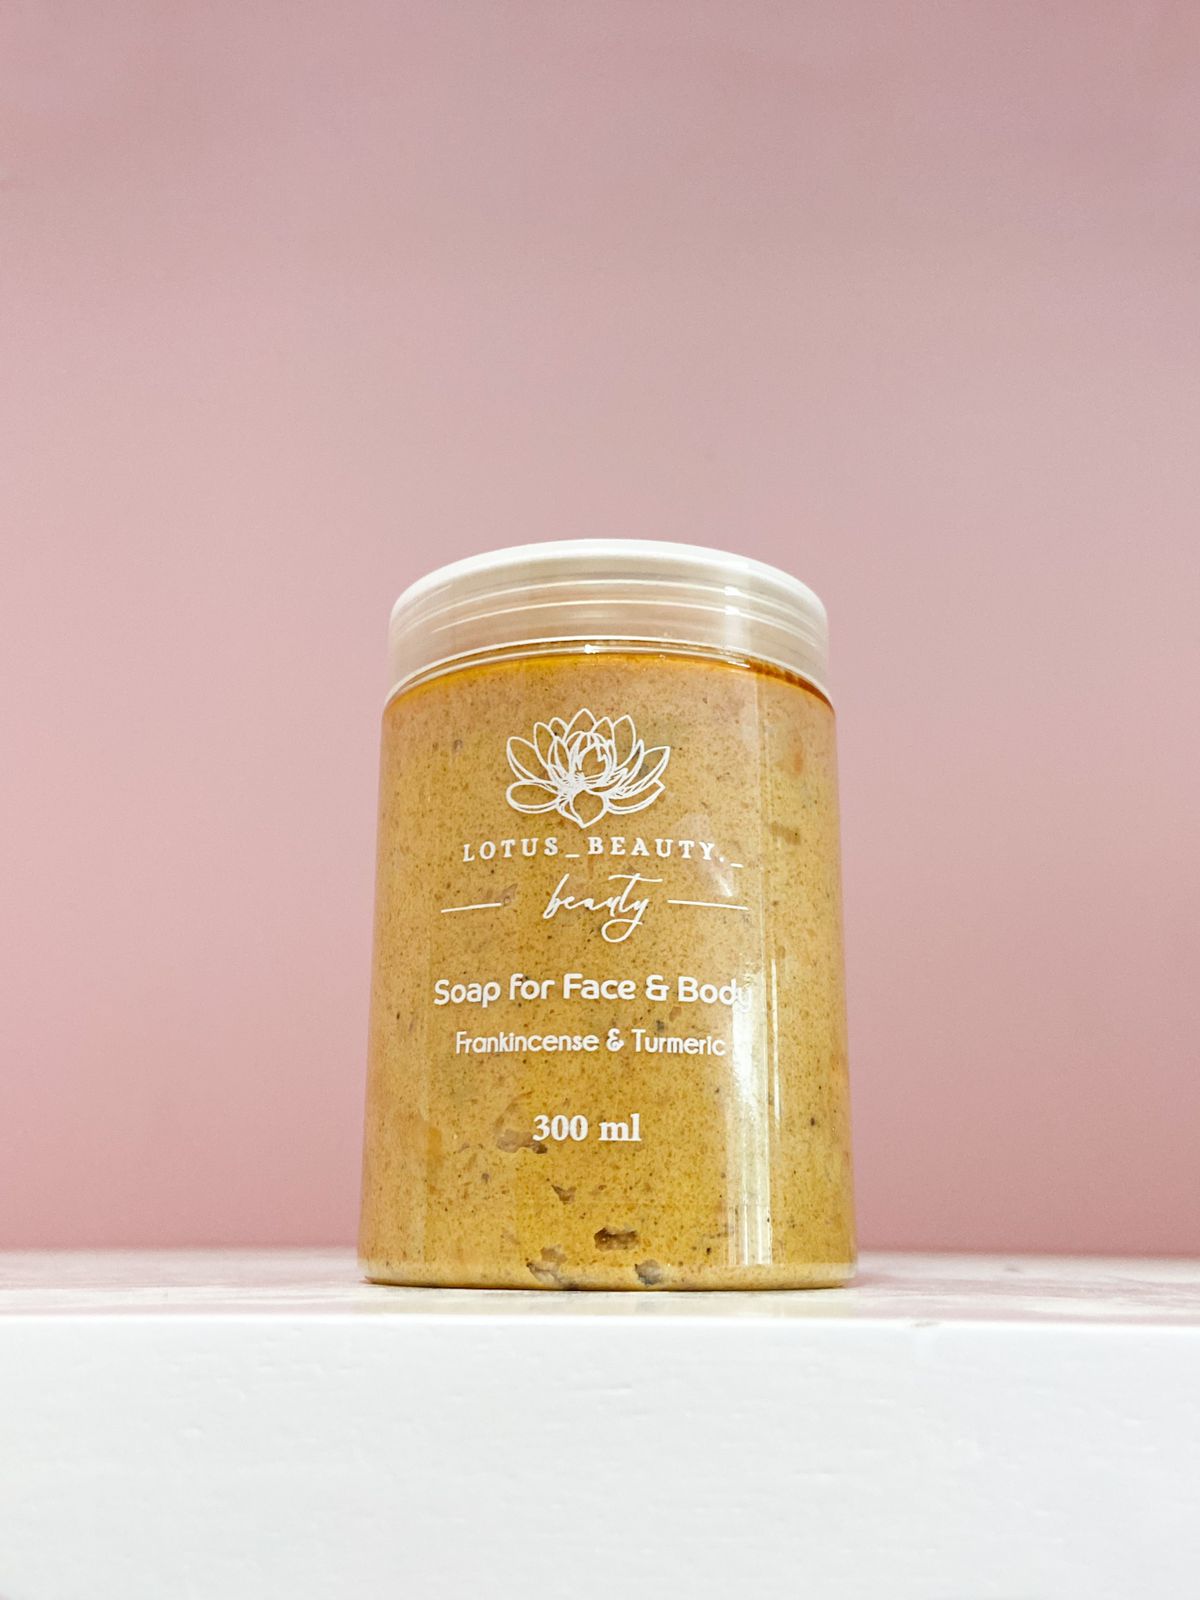 LOTUS_BEAUTY._
beauty
Soap for Face & Body
Frankincense & Turmeric
300 ml